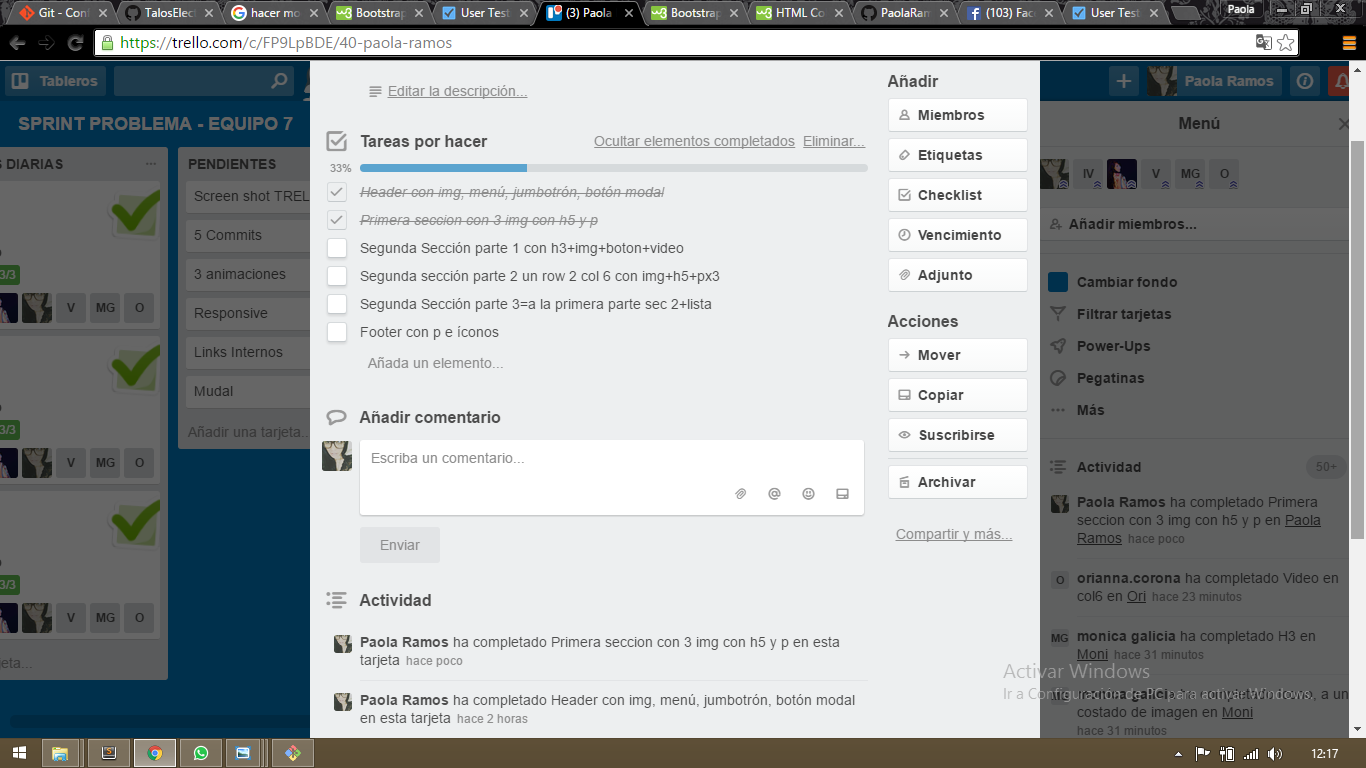 Git - Conf
TalosElect
hacer mo
Bootstrap
User Test
(3) Paola
Bootstrap
HTML Co
PaolaRam
(103) Fac
User Test
Paola
https://trello.com/c/FP9LpBDE/40-paola-ramos
Tableros
Paola Ramos
SPRINT PROBLEMA - EQUIPO 7
S DIARIAS
3/3
V MG O
V MG O
3/3
V MG O
eta...
PENDIENTES
Screen shot TREL
5 Commits
3 animaciones
Responsive
Links Internos
Mudal
Añadir una tarjeta...
Editar la descripción...
Tareas por hacer
Ocultar elementos completados Eliminar...
33%
Header con img, menú, jumbotrón, botón modal
Primera seccion con 3 img con h5 y p
Segunda Sección parte 1 con h3+img+boton+video
Segunda sección parte 2 un row 2 col 6 con img+h5+px3
Segunda Sección parte 3=a la primera parte sec 2+lista
Footer con p e íconos
Añada un elemento...
Añadir comentario
Escriba un comentario...
Enviar
Actividad
Paola Ramos ha completado Primera seccion con 3 img con h5 y p en esta
tarjeta hace poco
Paola Ramos ha completado Header con img, menú, jumbotrón, botón modal
en esta tarjeta hace 2 horas
Añadir
Miembros
Etiquetas
Checklist
Vencimiento
Adjunto
Acciones
Mover
Copiar
Suscribirse
Archivar
Compartir y más...
Menú
IV V MG O
Añadir miembros...
Cambiar fondo
Filtrar tarjetas
Power-Ups
Pegatinas
Más
Actividad
50+
Paola Ramos ha completado Primera
seccion con 3 img con h5 y p en Paola
Ramos hace poco
O
orianna.corona ha completado Video en
col6 en Ori hace 23 minutos
MG
monica galicia ha completado H3 en
Moni hace 31 minutos
Activar Windows
Ir a Configuración de PC para activar Windows.
costado de imagen en Moni
hace 31 minutos
12:17